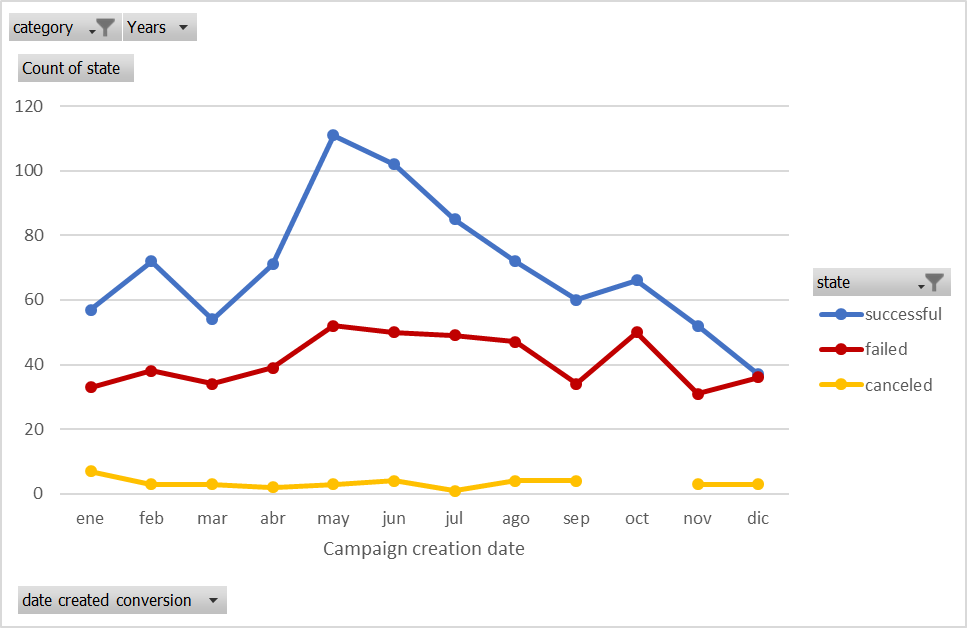 category Years
Count of state
120
100
80
60
40
20
0
ene feb mar abr may jun jul ago sep oct nov dic
Campaign creation date
state
successful
failed
canceled
date created conversion